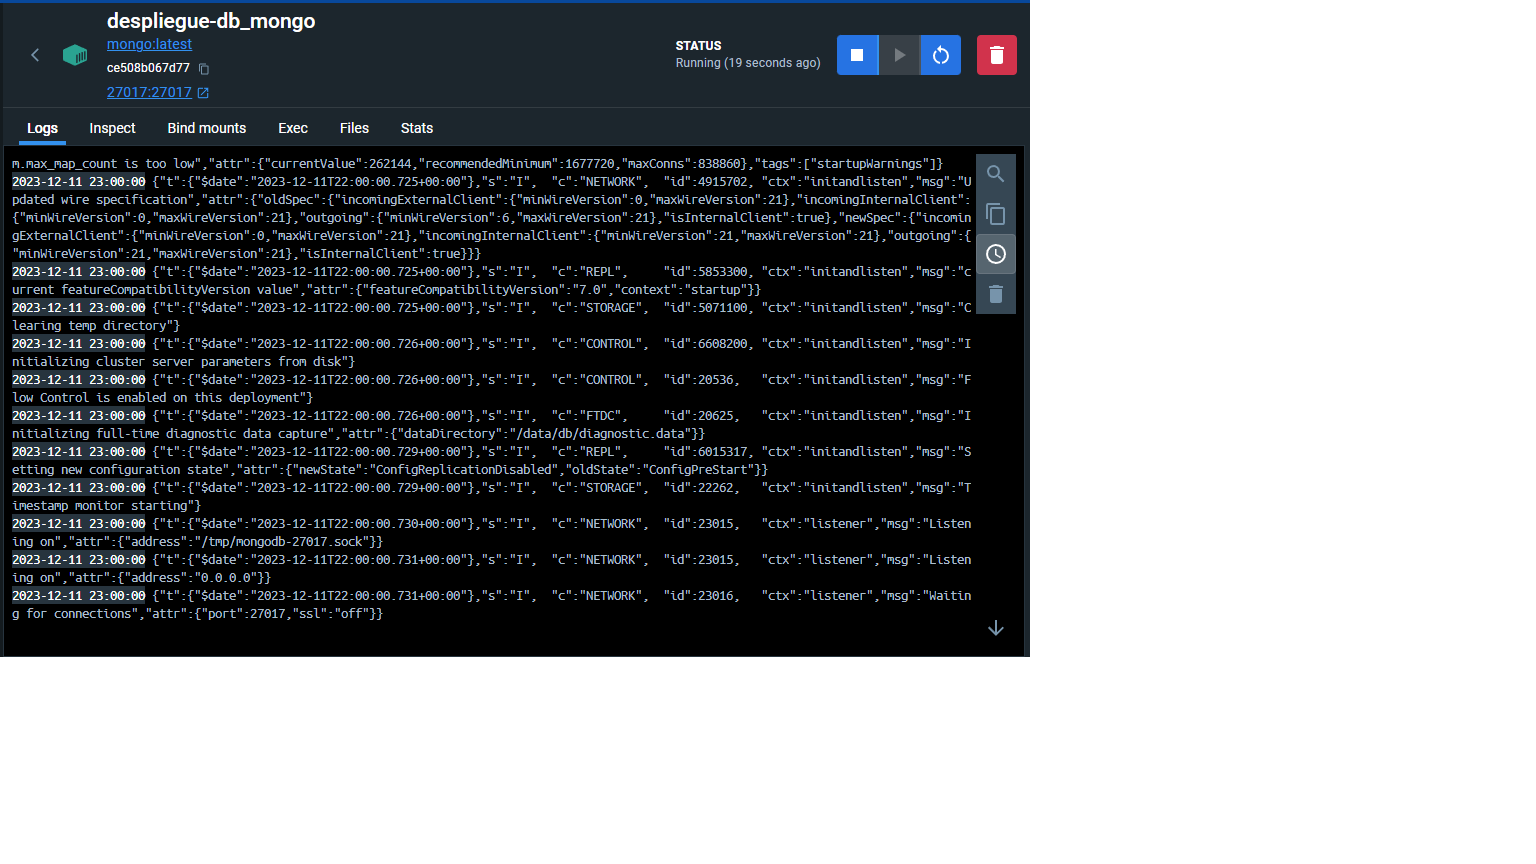 despliegue-db_mongo
mongo:latest
ce508b067d77
27017:27017
STATUS
Running (19 seconds ago)
Logs Inspect Bind mounts Exec Files Stats
m.max_map_count is too low","attr":{"currentValue":262144,"recommendedMinimum":1677720,"maxConns":838860},"tags":["startupWarnings"]}
2023-12-11 23:00:00 {"t":{"$date":"2023-12-11T22:00:00.725+00:00"},"s":"I",  "c":"NETWORK",  "id":4915702, "ctx":"initandlisten","msg":"U
pdated wire specification","attr":{"oldSpec":{"incomingExternalClient":{"minWireVersion":0,"maxWireVersion":21},"incomingInternalClient":
{"minWireVersion":0,"maxWireVersion":21},"outgoing":{"minWireVersion":6,"maxWireVersion":21},"isInternalClient":true},"newSpec":{"incomin
gExternalClient":{"minWireVersion":0,"maxWireVersion":21},"incomingInternalClient":{"minWireVersion":21,"maxWireVersion":21},"outgoing":{
"minWireVersion":21,"maxWireVersion":21},"isInternalClient":true}}}
2023-12-11 23:00:00 {"t":{"$date":"2023-12-11T22:00:00.725+00:00"},"s":"I",  "c":"REPL",     "id":5853300, "ctx":"initandlisten","msg":"C
urrent featureCompatibilityVersion value","attr":{"featureCompatibilityVersion":"7.0","context":"startup"}}
2023-12-11 23:00:00 {"t":{"$date":"2023-12-11T22:00:00.725+00:00"},"s":"I",  "c":"STORAGE",  "id":5071100, "ctx":"initandlisten","msg":"C
learing temp directory"}
2023-12-11 23:00:00 {"t":{"$date":"2023-12-11T22:00:00.726+00:00"},"s":"I",  "c":"CONTROL",  "id":6608200, "ctx":"initandlisten","msg":"I
nitializing cluster server parameters from disk"}
2023-12-11 23:00:00 {"t":{"$date":"2023-12-11T22:00:00.726+00:00"},"s":"I",  "c":"CONTROL",  "id":20536,   "ctx":"initandlisten","msg":"F
low Control is enabled on this deployment"}
2023-12-11 23:00:00 {"t":{"$date":"2023-12-11T22:00:00.726+00:00"},"s":"I",  "c":"FTDC",     "id":20625,   "ctx":"initandlisten","msg":"I
nitializing full-time diagnostic data capture","attr":{"dataDirectory":"/data/db/diagnostic.data"}}
2023-12-11 23:00:00 {"t":{"$date":"2023-12-11T22:00:00.729+00:00"},"s":"I",  "c":"REPL",     "id":6015317, "ctx":"initandlisten","msg":"S
etting new configuration state","attr":{"newState":"ConfigReplicationDisabled","oldState":"ConfigPreStart"}}
2023-12-11 23:00:00 {"t":{"$date":"2023-12-11T22:00:00.729+00:00"},"s":"I",  "c":"STORAGE",  "id":22262,   "ctx":"initandlisten","msg":"T
imestamp monitor starting"}
2023-12-11 23:00:00 {"t":{"$date":"2023-12-11T22:00:00.730+00:00"},"s":"I",  "c":"NETWORK",  "id":23015,   "ctx":"listener","msg":"Listen
ing on","attr":{"address":"/tmp/mongodb-27017.sock"}}
2023-12-11 23:00:00 {"t":{"$date":"2023-12-11T22:00:00.731+00:00"},"s":"I",  "c":"NETWORK",  "id":23015,   "ctx":"listener","msg":"Listen
ing on","attr":{"address":"0.0.0.0"}}
2023-12-11 23:00:00 {"t":{"$date":"2023-12-11T22:00:00.731+00:00"},"s":"I",  "c":"NETWORK",  "id":23016,   "ctx":"listener","msg":"Waitin
g for connections","attr":{"port":27017,"ssl":"off"}}